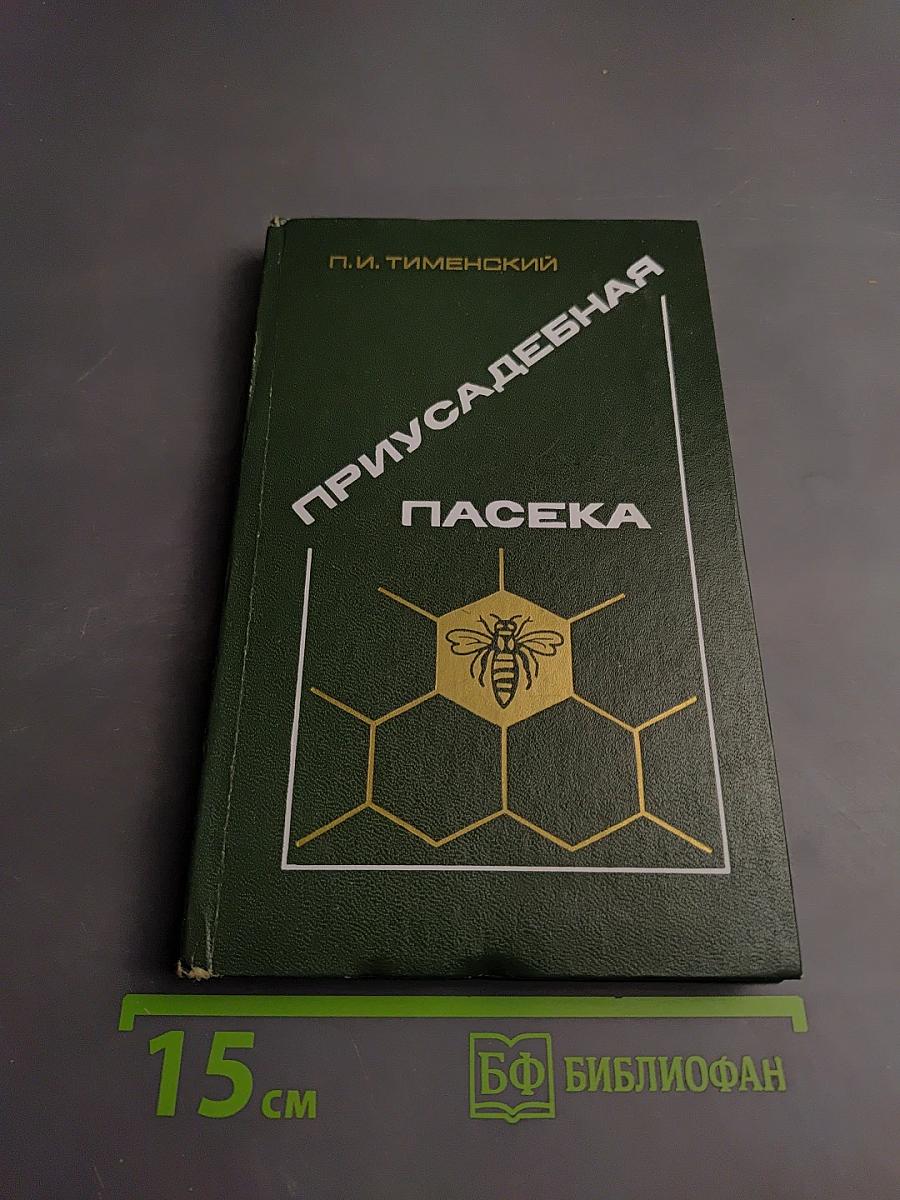 П.И. ТИМЕНСКИЙ
ПРИУСАДЕБНАЯ
ПАСЕКА
15 см
БФ БИБЛИОФАН